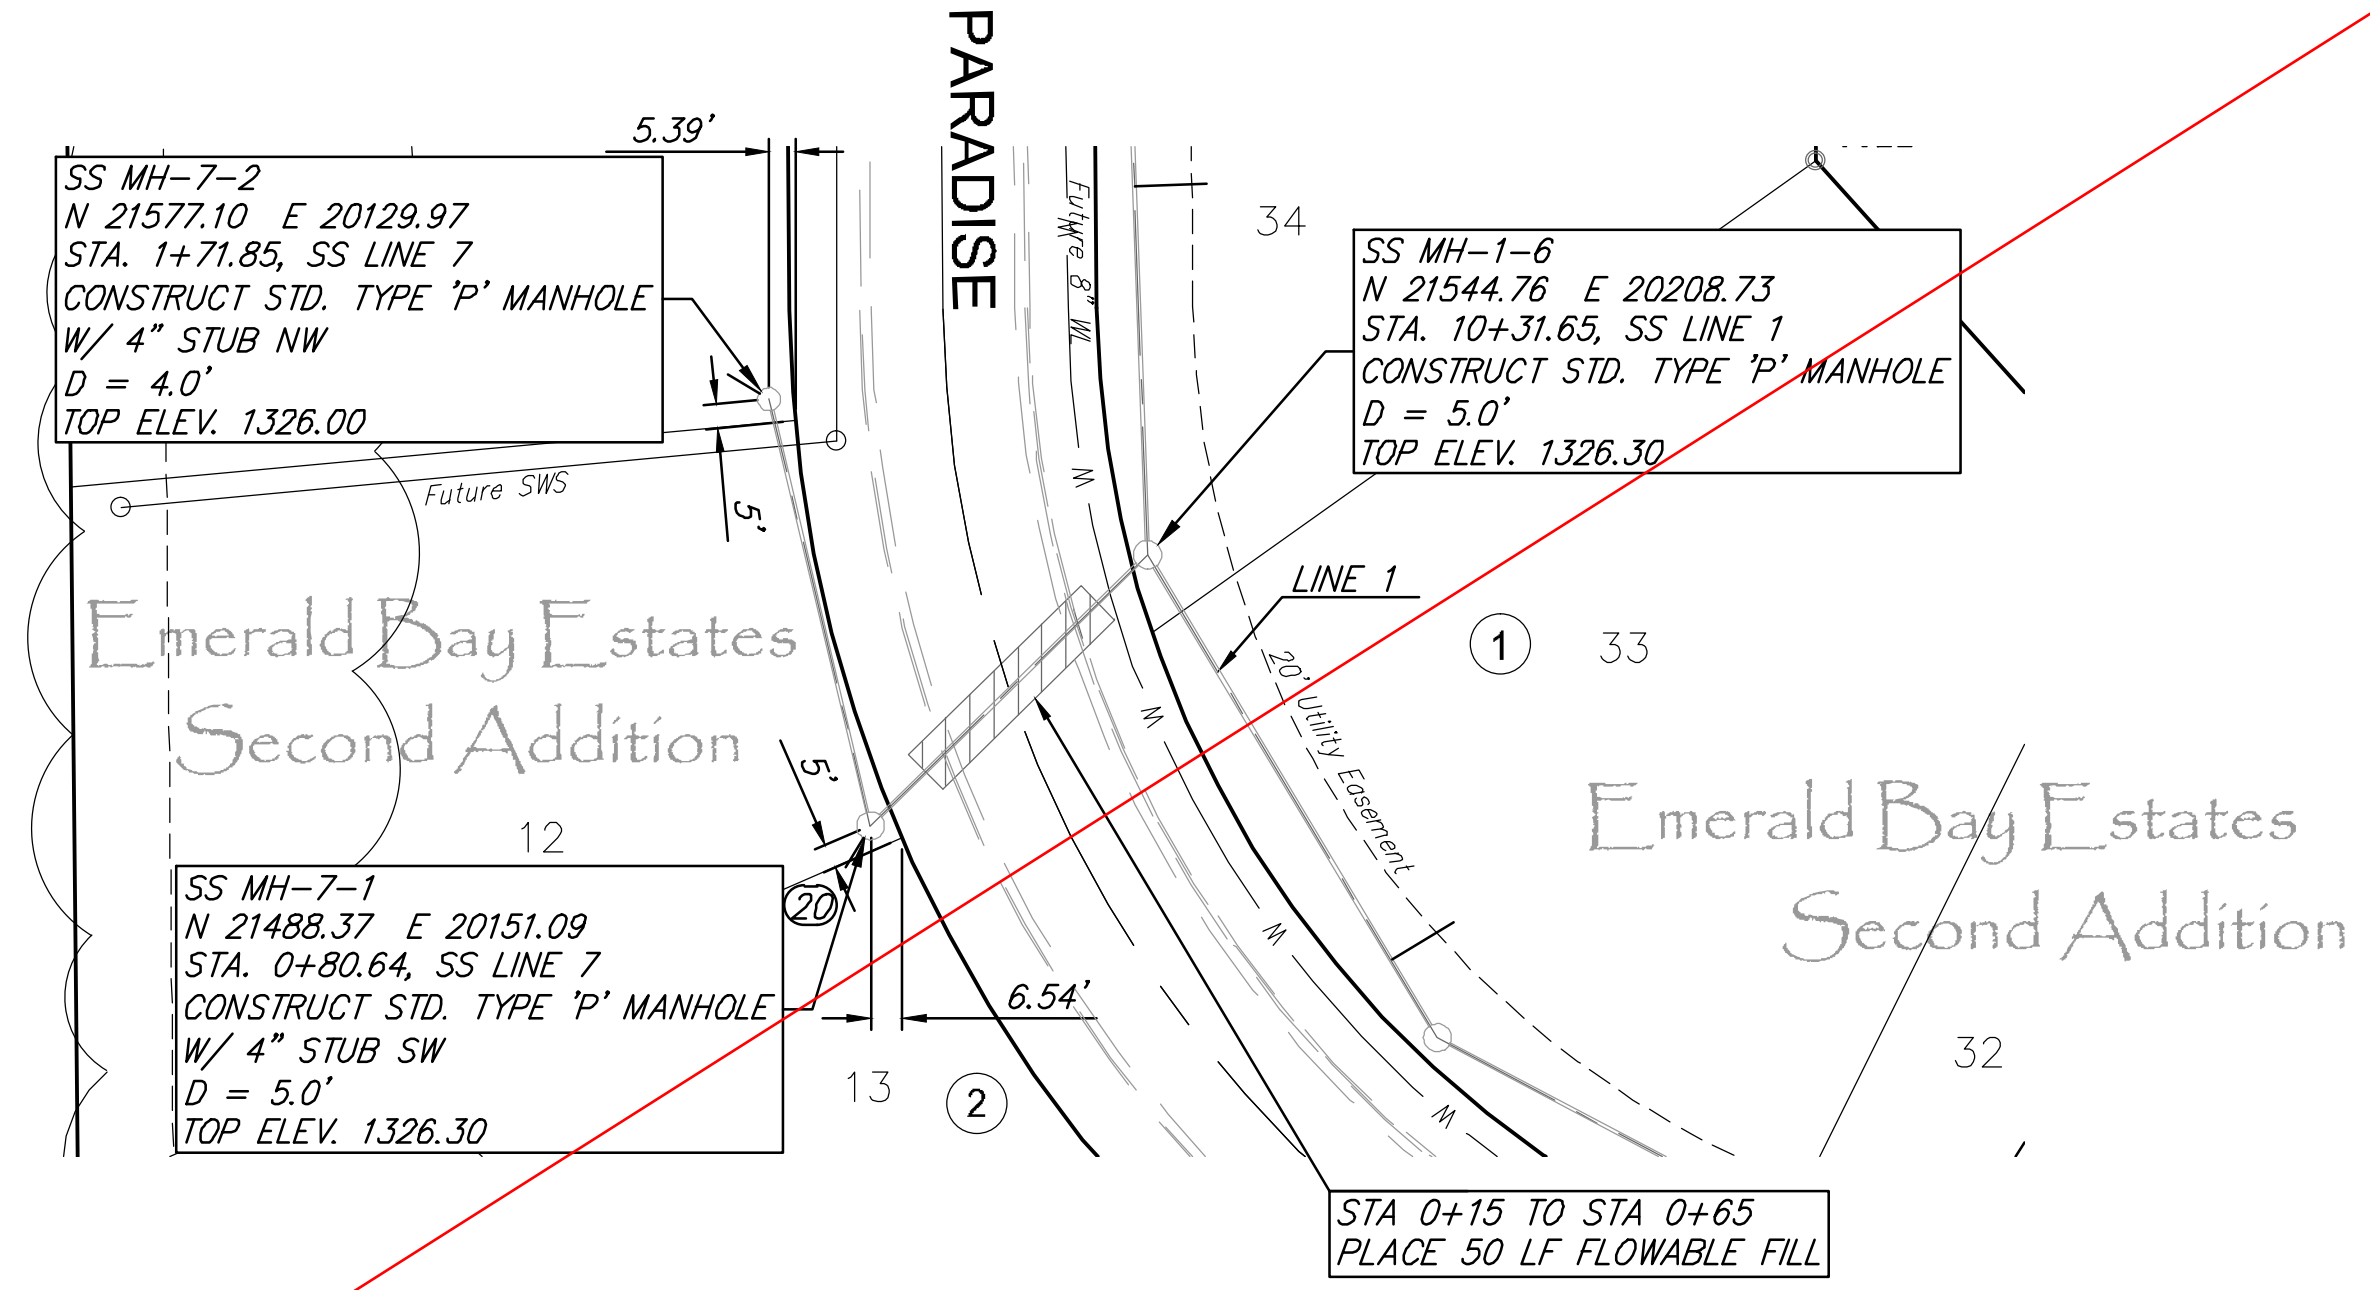 PARADISE
5.39'
SS MH-7-2
N 21577.10 E 20129.97
STA. 1+71.85, SS LINE 7
CONSTRUCT STD. TYPE 'P' MANHOLE
W/ 4" STUB NW
D = 4.0'
TOP ELEV. 1326.00
Future 8" WL
W
34
SS MH-1-6
N 21544.76 E 20208.73
STA. 10+31.65, SS LINE 1
CONSTRUCT STD. TYPE 'P' MANHOLE
D = 5.0'
TOP ELEV. 1326.30
Future SWS
5'
W
LINE 1
Emerald Bay Estates
Second Addition
1
33
20' Utility Easement
W
5'
12
Emerald Bay Estates
Second Addition
SS MH-7-1
N 21488.37 E 20151.09
STA. 0+80.64, SS LINE 7
CONSTRUCT STD. TYPE 'P' MANHOLE
W/ 4" STUB SW
D = 5.0'
TOP ELEV. 1326.30
20
W
6.54'
13
2
32
W
STA 0+15 TO STA 0+65
PLACE 50 LF FLOWABLE FILL